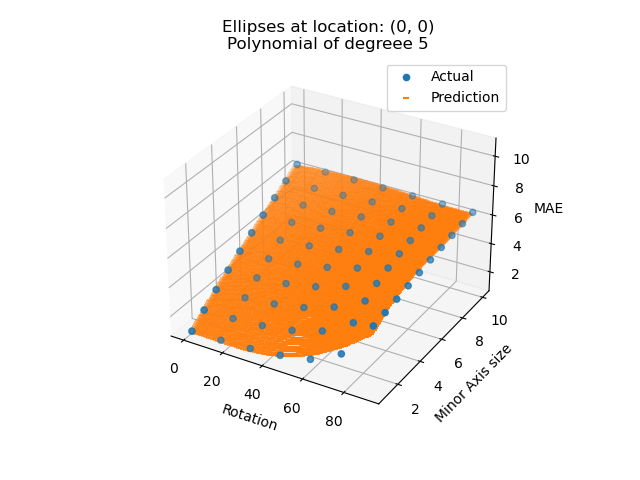 Ellipses at location: (0, 0)
Polynomial of degreee 5
Actual
Prediction
10
8
MAE
6
4
2
10
8
6
4
2
Minor Axis size
0
20
40
60
80
Rotation